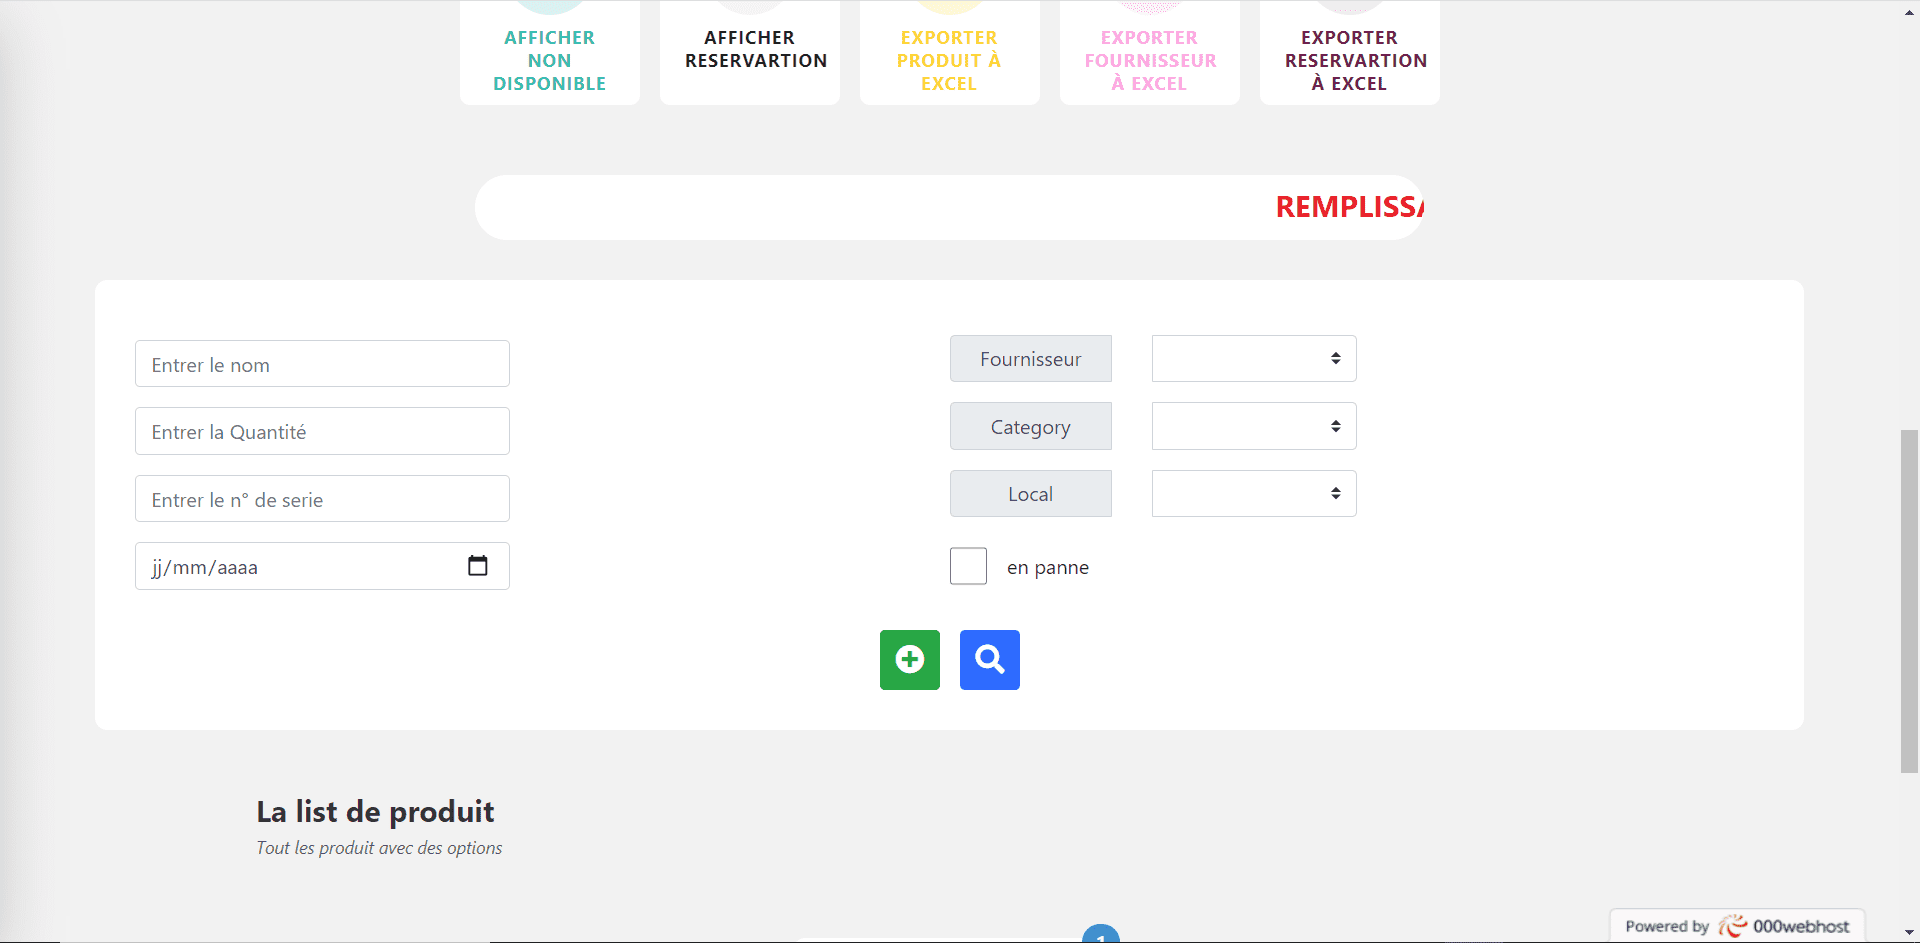 AFFICHER
NON
DISPONIBLE
AFFICHER
RESERVARTION
EXPORTER
PRODUIT À
EXCEL
EXPORTER
FOURNISSEUR
À EXCEL
EXPORTER
RESERVARTION
À EXCEL
REMPLISSA
Entrer le nom
Fournisseur
Entrer la Quantité
Category
Entrer le n° de serie
Local
jj/mm/aaaa
en panne
La list de produit
Tout les produit avec des options
1
Powered by 000webhost